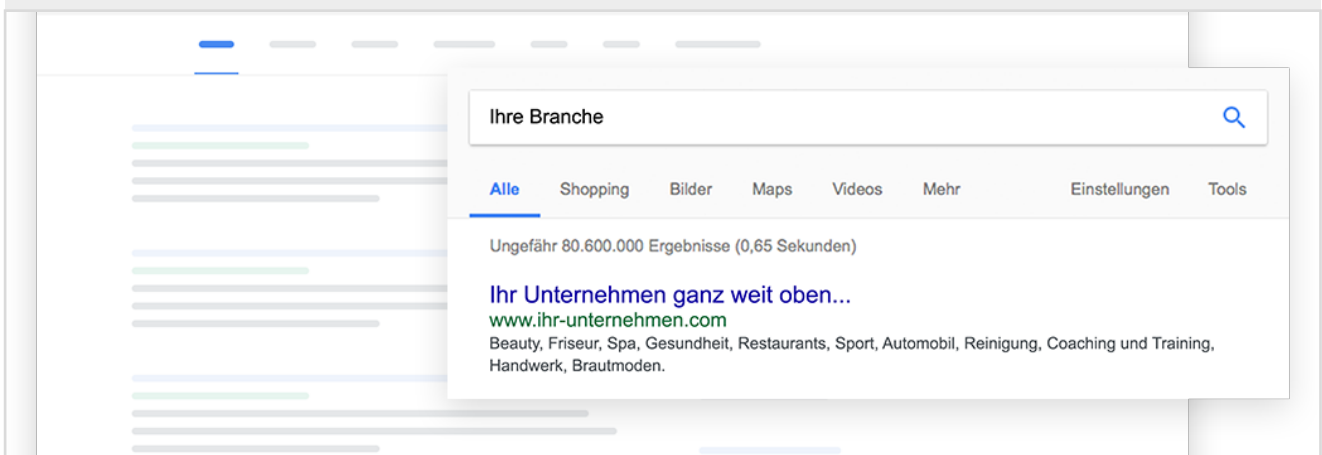 Ihre Branche
Alle Shopping Bilder Maps Videos Mehr Einstellungen Tools
Ungefähr 80.600.000 Ergebnisse (0,65 Sekunden)
Ihr Unternehmen ganz weit oben...
www.ihr-unternehmen.com
Beauty, Friseur, Spa, Gesundheit, Restaurants, Sport, Automobil, Reinigung, Coaching und Training,
Handwerk, Brautmoden.